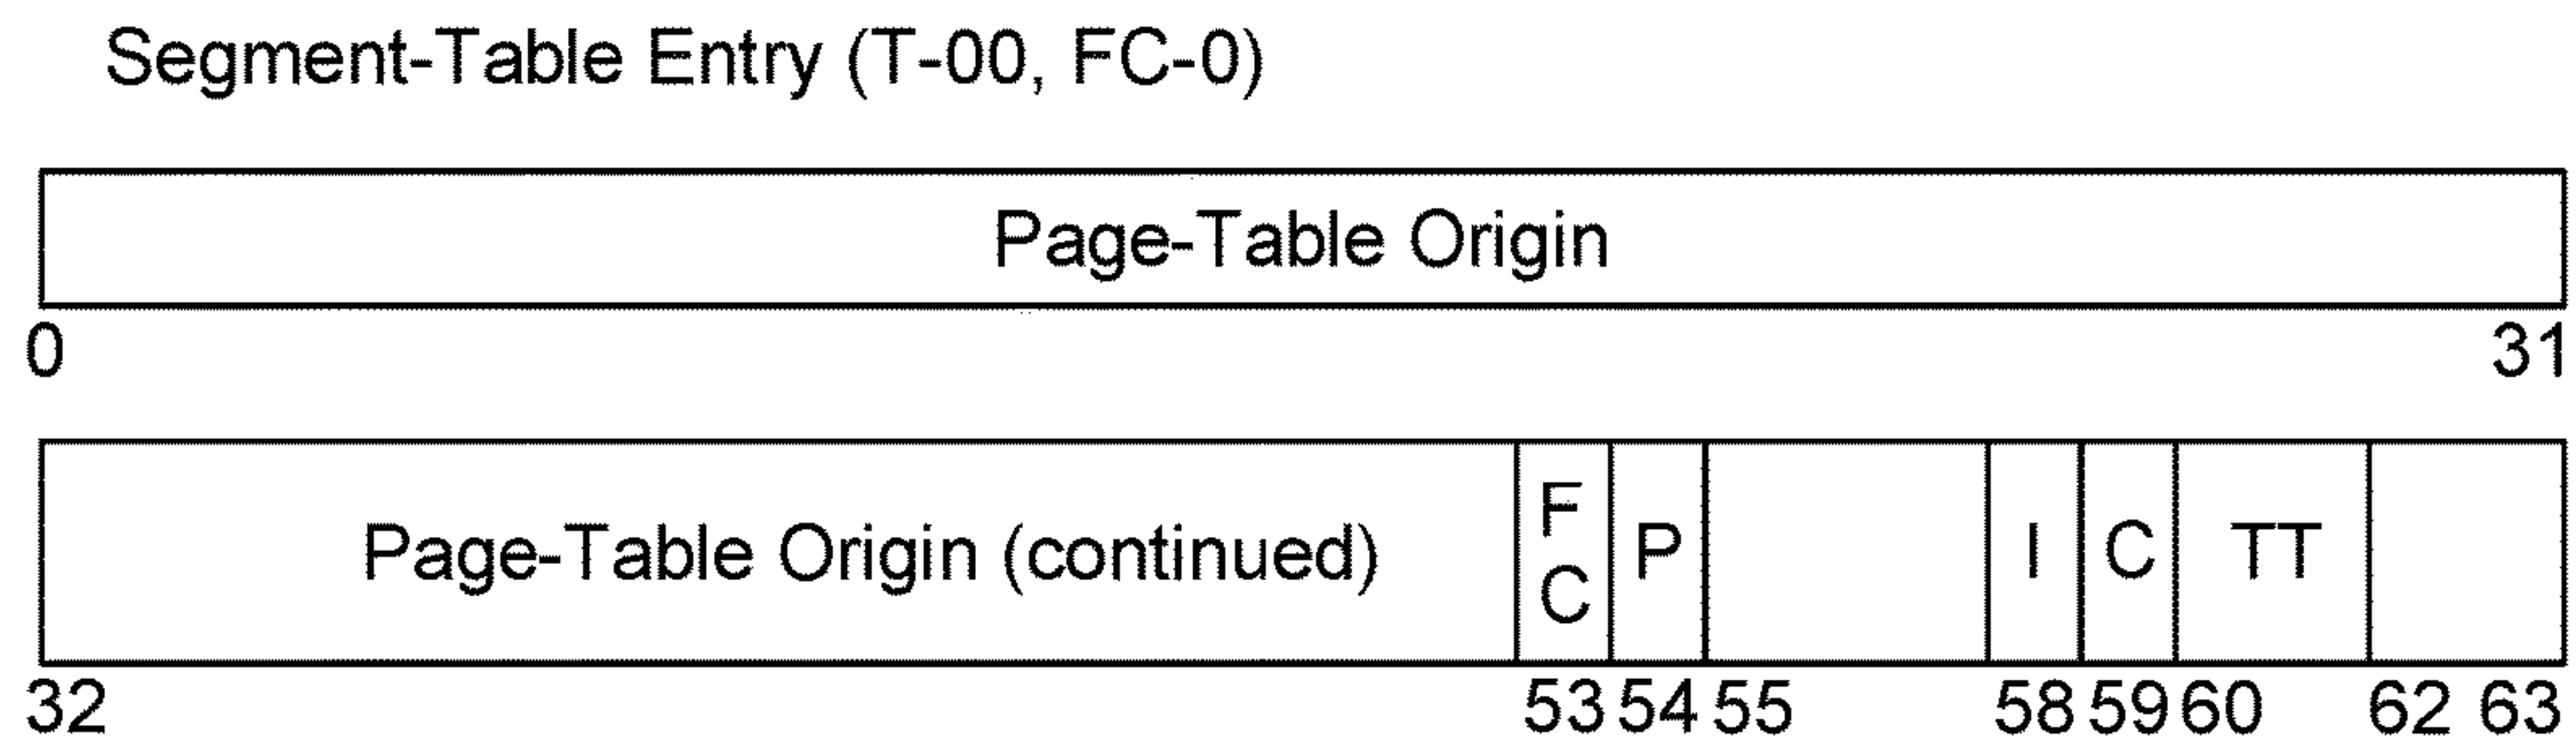 Segment-Table Entry (T-00, FC-0)
Page-Table Origin
0 31
Page-Table Origin (continued) FC P I C TT
32 53 54 55 58 59 60 62 63